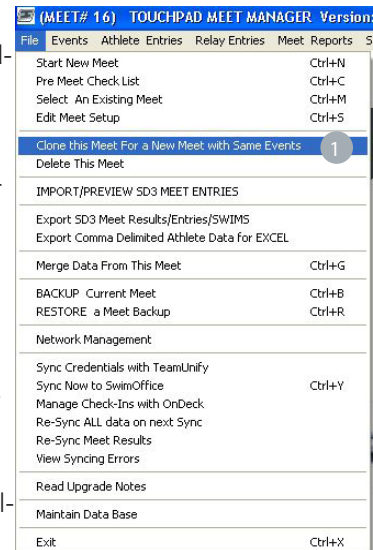 (MEET# 16) TOUCHPAD MEET MANAGER Version:
File Events Athlete Entries Relay Entries Meet Reports S
Start New Meet Ctrl+N
Pre Meet Check List Ctrl+C
Select An Existing Meet Ctrl+M
Edit Meet Setup Ctrl+S
Clone this Meet For a New Meet with Same Events 1
Delete This Meet
IMPORT/PREVIEW SD3 MEET ENTRIES
Export SD3 Meet Results/Entries/SWIMS
Export Comma Delimited Athlete Data for EXCEL
Merge Data From This Meet Ctrl+G
BACKUP Current Meet Ctrl+B
RESTORE a Meet Backup Ctrl+R
Network Management
Sync Credentials with TeamUnify
Sync Now to SwimOffice Ctrl+Y
Manage Check-Ins with OnDeck
Re-Sync ALL data on next Sync
Re-Sync Meet Results
View Syncing Errors
Read Upgrade Notes
Maintain Data Base
Exit Ctrl+X